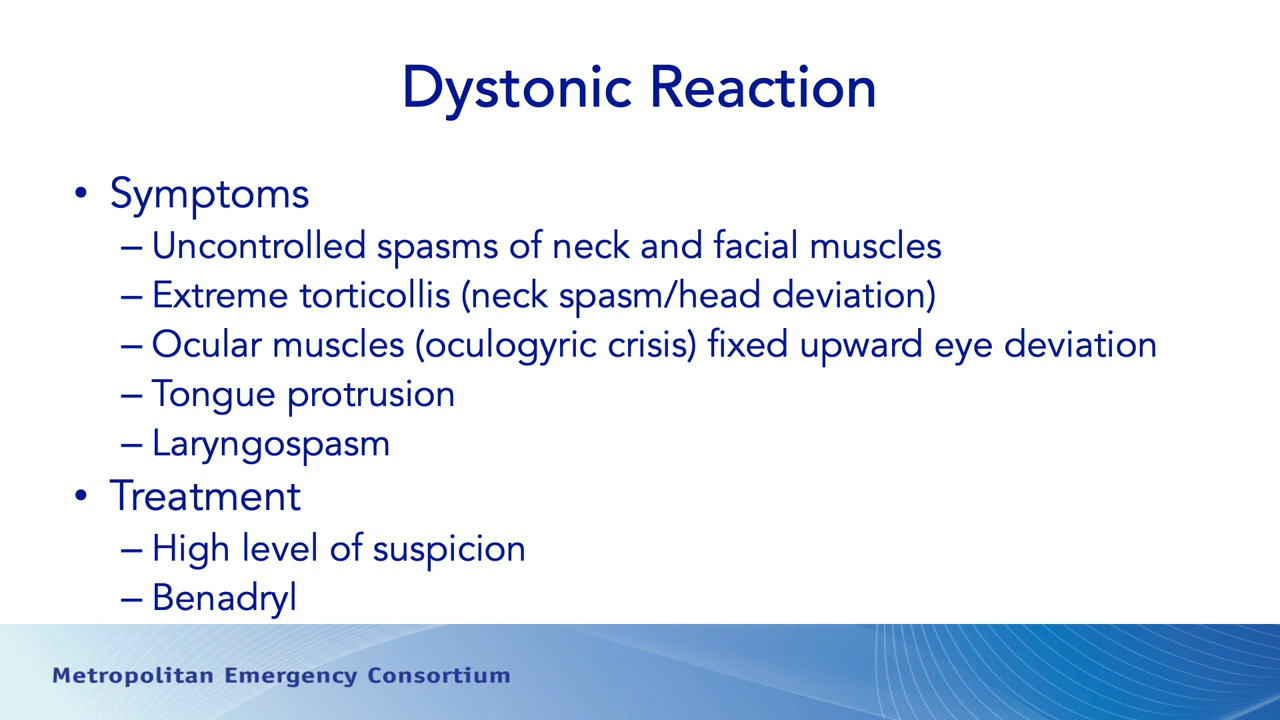 Dystonic Reaction
• Symptoms
– Uncontrolled spasms of neck and facial muscles
– Extreme torticollis (neck spasm/head deviation)
– Ocular muscles (oculogyric crisis) fixed upward eye deviation
– Tongue protrusion
– Laryngospasm
• Treatment
– High level of suspicion
– Benadryl
Metropolitan Emergency Consortium